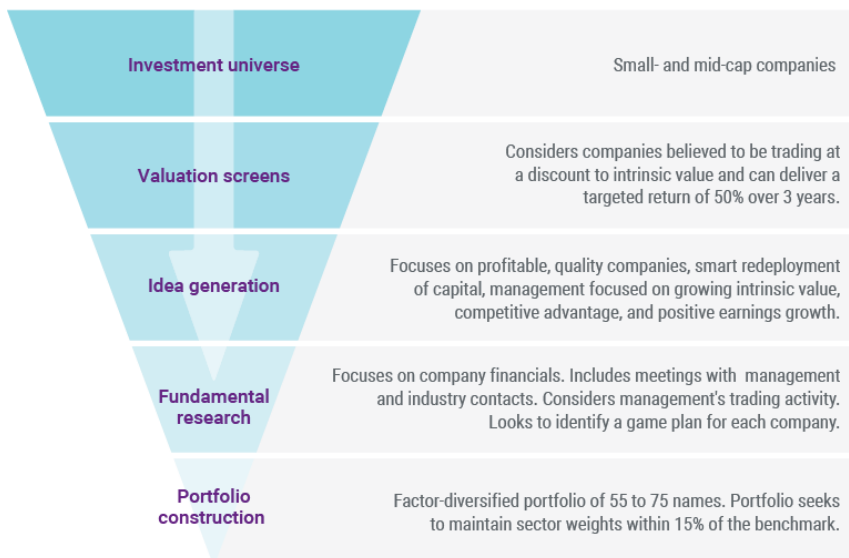 Investment universe
Small- and mid-cap companies
Valuation screens
Considers companies believed to be trading at
a discount to intrinsic value and can deliver a
targeted return of 50% over 3 years.
Idea generation
Focuses on profitable, quality companies, smart redeployment
of capital, management focused on growing intrinsic value,
competitive advantage, and positive earnings growth.
Fundamental
research
Focuses on company financials. Includes meetings with management
and industry contacts. Considers management's trading activity.
Looks to identify a game plan for each company.
Portfolio
construction
Factor-diversified portfolio of 55 to 75 names. Portfolio seeks
to maintain sector weights within 15% of the benchmark.